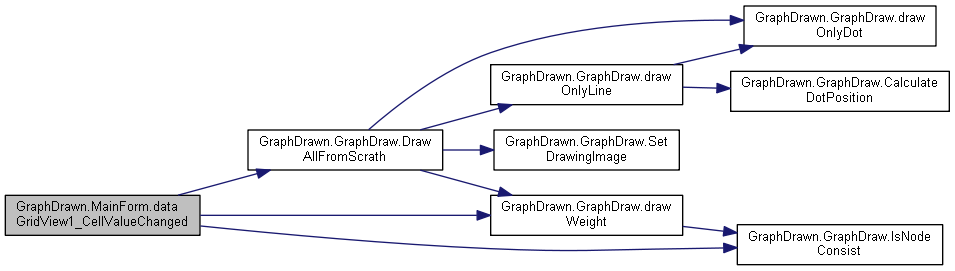 GraphDrawn.GraphDraw.draw
OnlyDot
GraphDrawn.GraphDraw.draw
OnlyLine
GraphDrawn.GraphDraw.Calculate
DotPosition
GraphDrawn.GraphDraw.Draw
AllFromScrath
GraphDrawn.GraphDraw.Set
DrawingImage
GraphDrawn.MainForm.data
GridView1_CellValueChanged
GraphDrawn.GraphDraw.draw
Weight
GraphDrawn.GraphDraw.IsNode
Consist